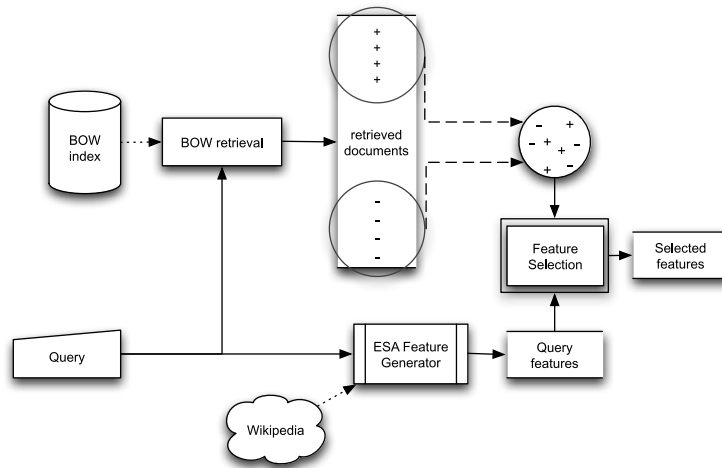 +
+
+
+
BOW
index
BOW retrieval
retrieved
documents
-
-
-
-
- +
- + + -
+ -
Feature
Selection
Selected
features
Query
ESA Feature
Generator
Query
features
Wikipedia